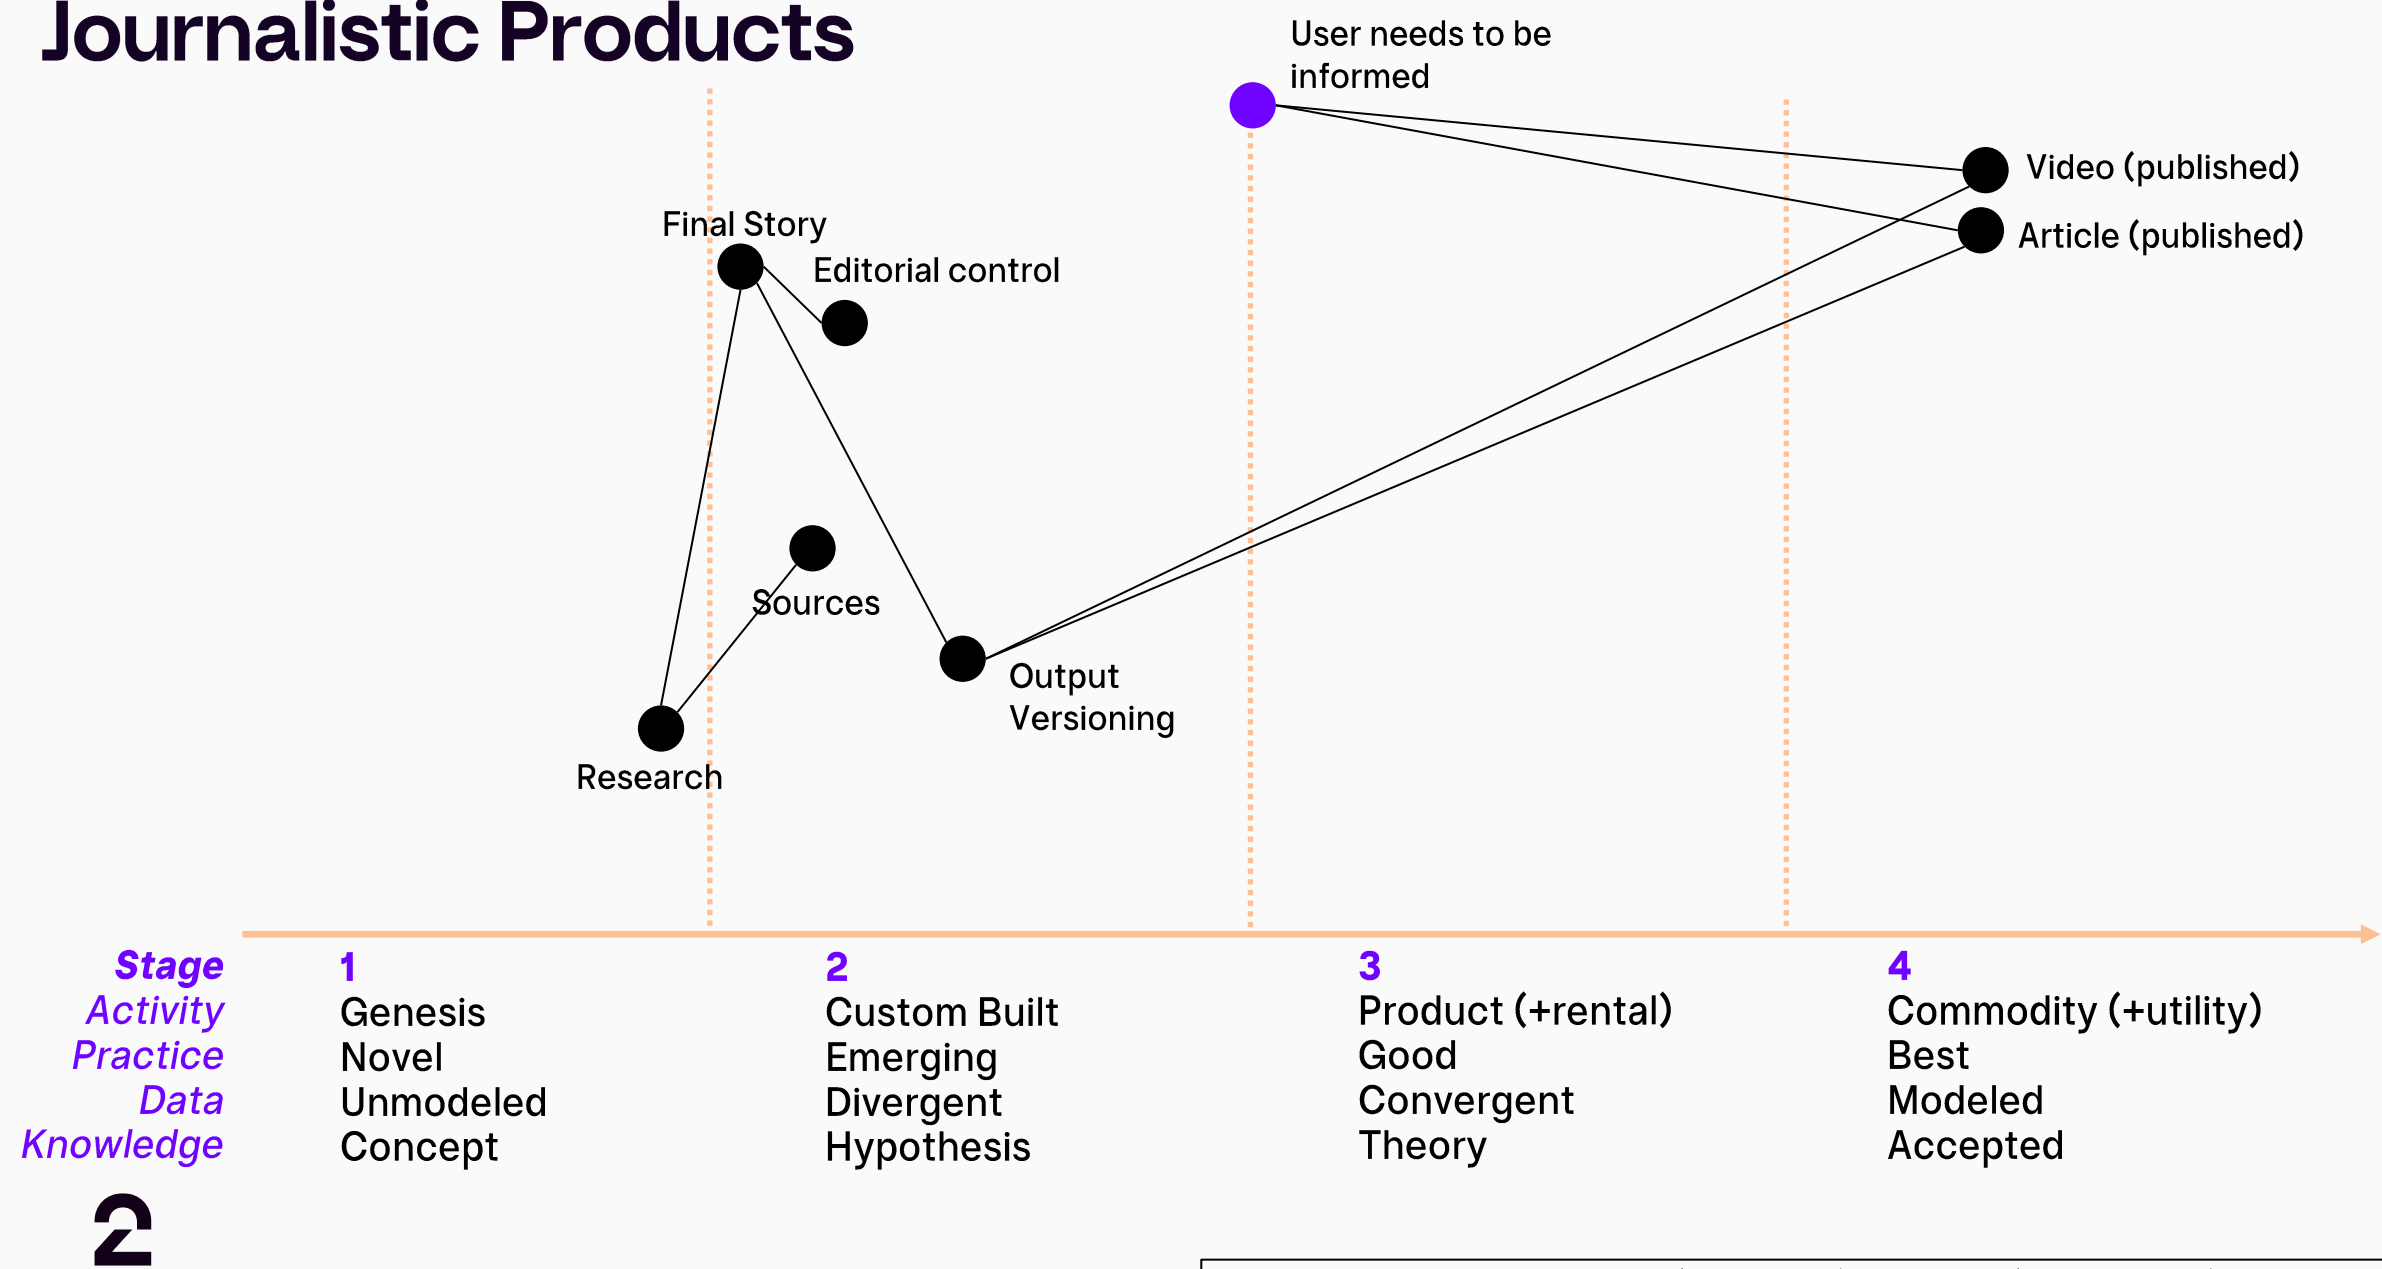 Journalistic Products
User needs to be
informed
Video (published)
Article (published)
Final Story
Editorial control
Sources
Output
Versioning
Research
Stage 1 2 3 4
Activity Genesis Custom Built Product (+rental) Commodity (+utility)
Practice Novel Emerging Good Best
Data Unmodeled Divergent Convergent Modeled
Knowledge Concept Hypothesis Theory Accepted
2